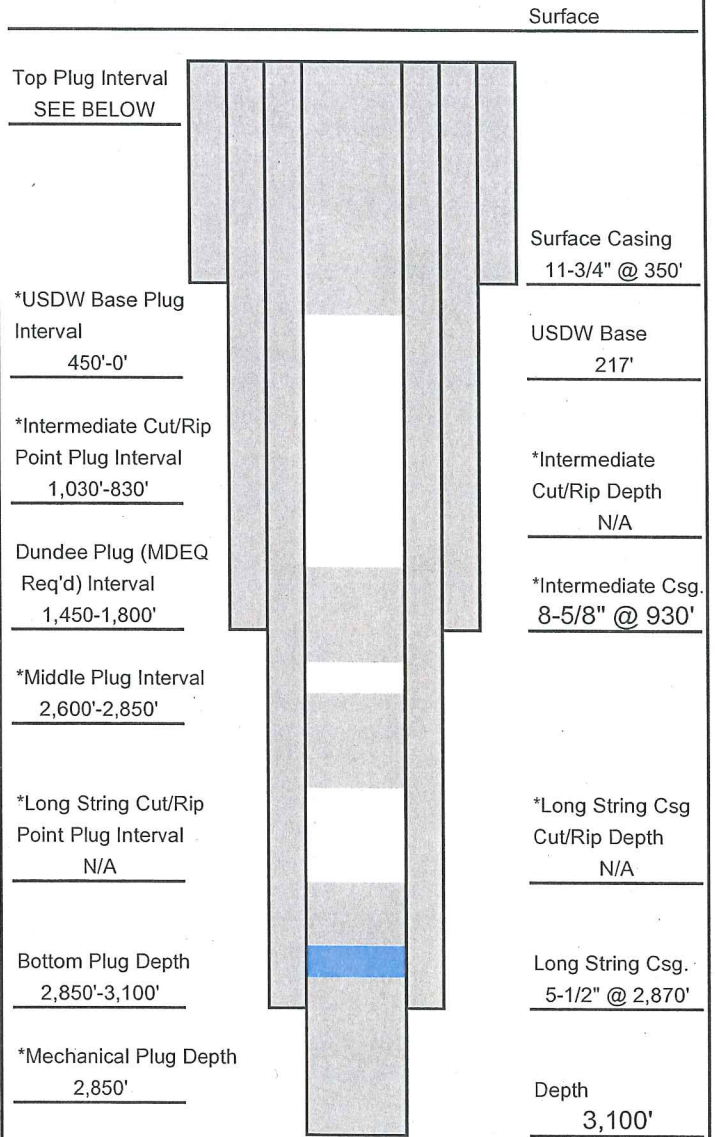 Surface
Top Plug Interval
SEE BELOW
Surface Casing
11-3/4" @ 350'
*USDW Base Plug
Interval
450'-0'
USDW Base
217'
*Intermediate Cut/Rip
Point Plug Interval
1,030'-830'
*Intermediate
Cut/Rip Depth
N/A
Dundee Plug (MDEQ
Req'd) Interval
1,450-1,800'
*Intermediate Csg.
8-5/8" @ 930'
*Middle Plug Interval
2,600'-2,850'
*Long String Cut/Rip
Point Plug Interval
N/A
*Long String Csg
Cut/Rip Depth
N/A
Bottom Plug Depth
2,850'-3,100'
Long String Csg.
5-1/2" @ 2,870'
*Mechanical Plug Depth
2,850'
Depth
3,100'